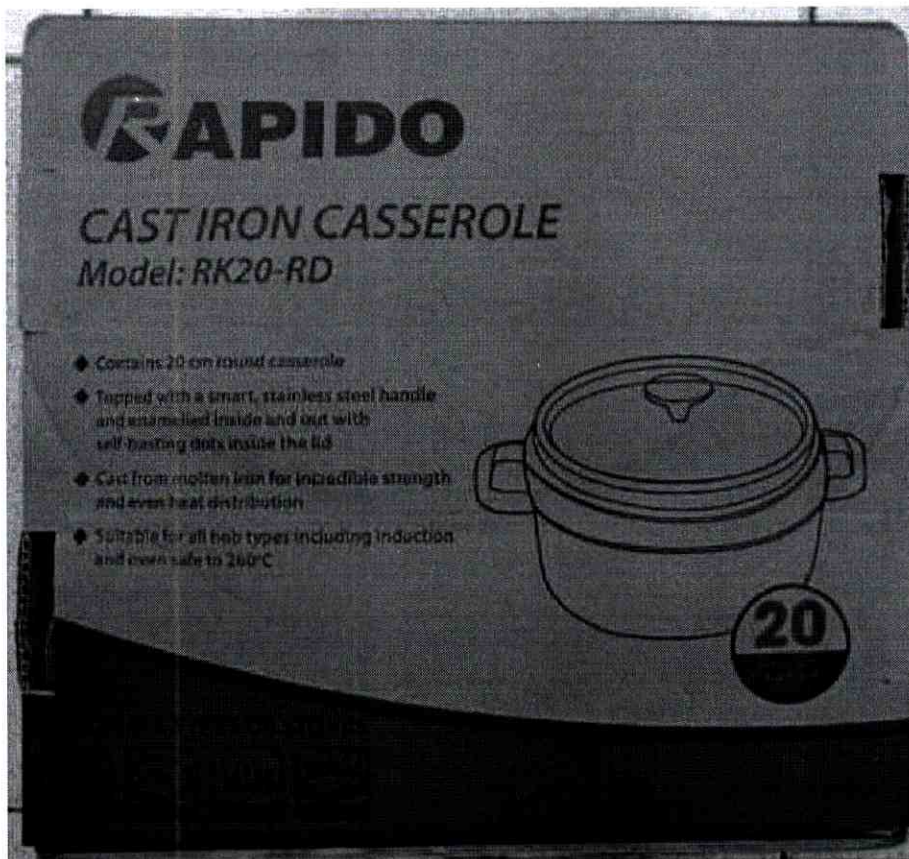 RAPIDO
CAST IRON CASSEROLE
Model: RK20-RD
◆ Contains 20 cm round casserole
◆ Topped with a smart, stainless steel handle
and enamelled inside and out with
self-basting dots inside the lid
◆ Cast from molten iron for incredible strength
and even heat distribution
◆ Suitable for all hob types including induction
and oven safe to 260°C
20